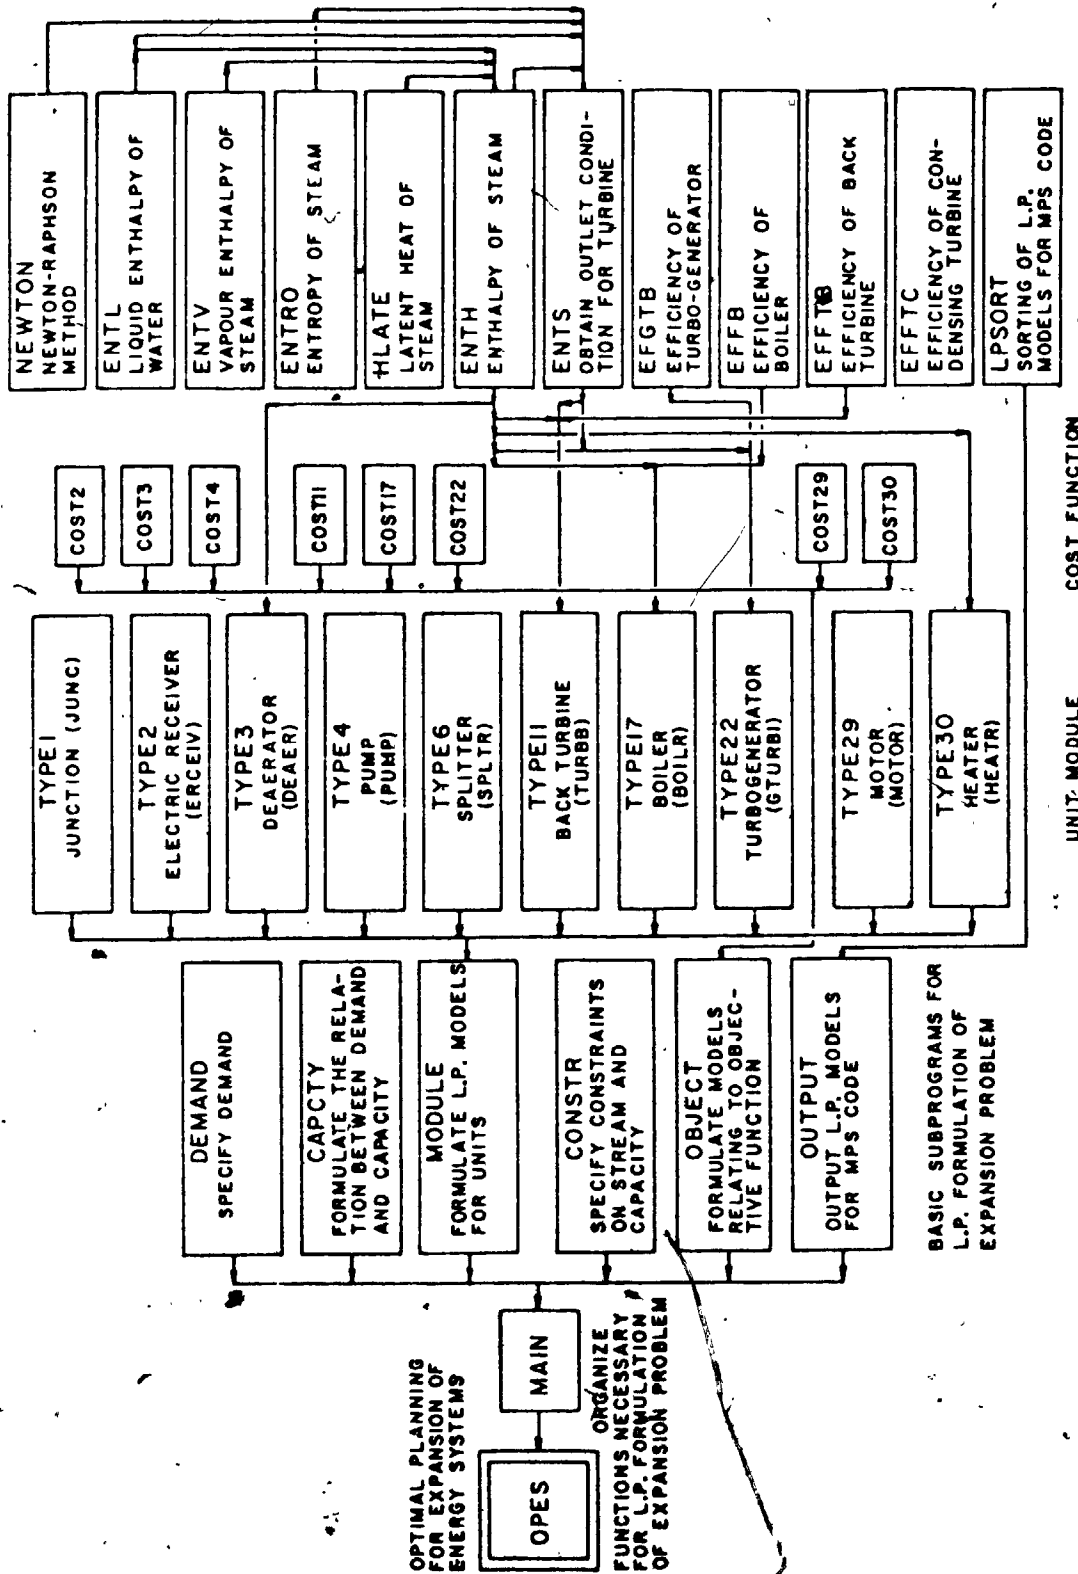 OPTIMAL PLANNING
FOR EXPANSION OF
ENERGY SYSTEMS
OPES
MAIN
ORGANIZE
FUNCTIONS NECESSARY
FOR L.P. FORMULATION
OF EXPANSION PROBLEM
DEMAND
SPECIFY DEMAND
CAPCTY
FORMULATE THE RELA-
TION BETWEEN DEMAND
AND CAPACITY
MODULE
FORMULATE L.P. MODELS
FOR UNITS
CONSTR
SPECIFY CONSTRAINTS
ON STREAM AND
CAPACITY
OBJECT
FORMULATE MODELS
RELATING TO OBJEC-
TIVE FUNCTION
OUTPUT
OUTPUT L.P. MODELS
FOR MPS CODE
BASIC SUBPROGRAMS FOR
L.P. FORMULATION OF
EXPANSION PROBLEM
TYPE1
JUNCTION (JUNC)
TYPE2
ELECTRIC RECEIVER
(ERCEIV)
TYPE3
DEAERATOR
(DEAER)
TYPE4
PUMP
(PUMP)
TYPE6
SPLITTER
(SPLTR)
TYPE11
BACK TURBINE
(TURBB)
TYPE17
BOILER
(BOILR)
TYPE22
TURBOGENERATOR
(GTURBI)
TYPE29
MOTOR
(MOTOR)
TYPE30
HEATER
(HEATR)
UNIT MODULE
COST2
COST3
COST4
COST11
COST17
COST22
COST29
COST30
COST FUNCTION
NEWTON
NEWTON-RAPHSON
METHOD
ENTL
LIQUID ENTHALPY OF
WATER
ENTV
VAPOUR ENTHALPY OF
STEAM
ENTRO
ENTROPY OF STEAM
HLATE
LATENT HEAT OF
STEAM
ENTH
ENTHALPY OF STEAM
ENTS
OBTAIN OUTLET CONDI-
TION FOR TURBINE
EFGTB
EFFICIENCY OF
TURBO-GENERATOR
EFFB
EFFICIENCY OF
BOILER
EFFTB
EFFICIENCY OF BACK
TURBINE
EFFTC
EFFICIENCY OF CON-
DENSING TURBINE
LPSORT
SORTING OF L.P.
MODELS FOR MPS CODE